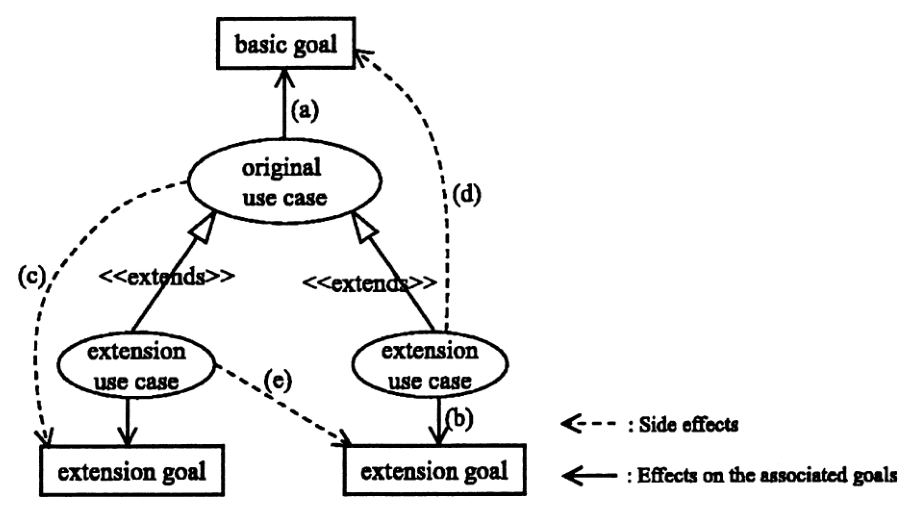 basic goal
(a)
original
use case
(d)
(c)
<<extends>>
<<extends>>
extension
use case
(e)
extension
use case
(b)
: Side effects
extension goal
extension goal
: Effects on the associated goals